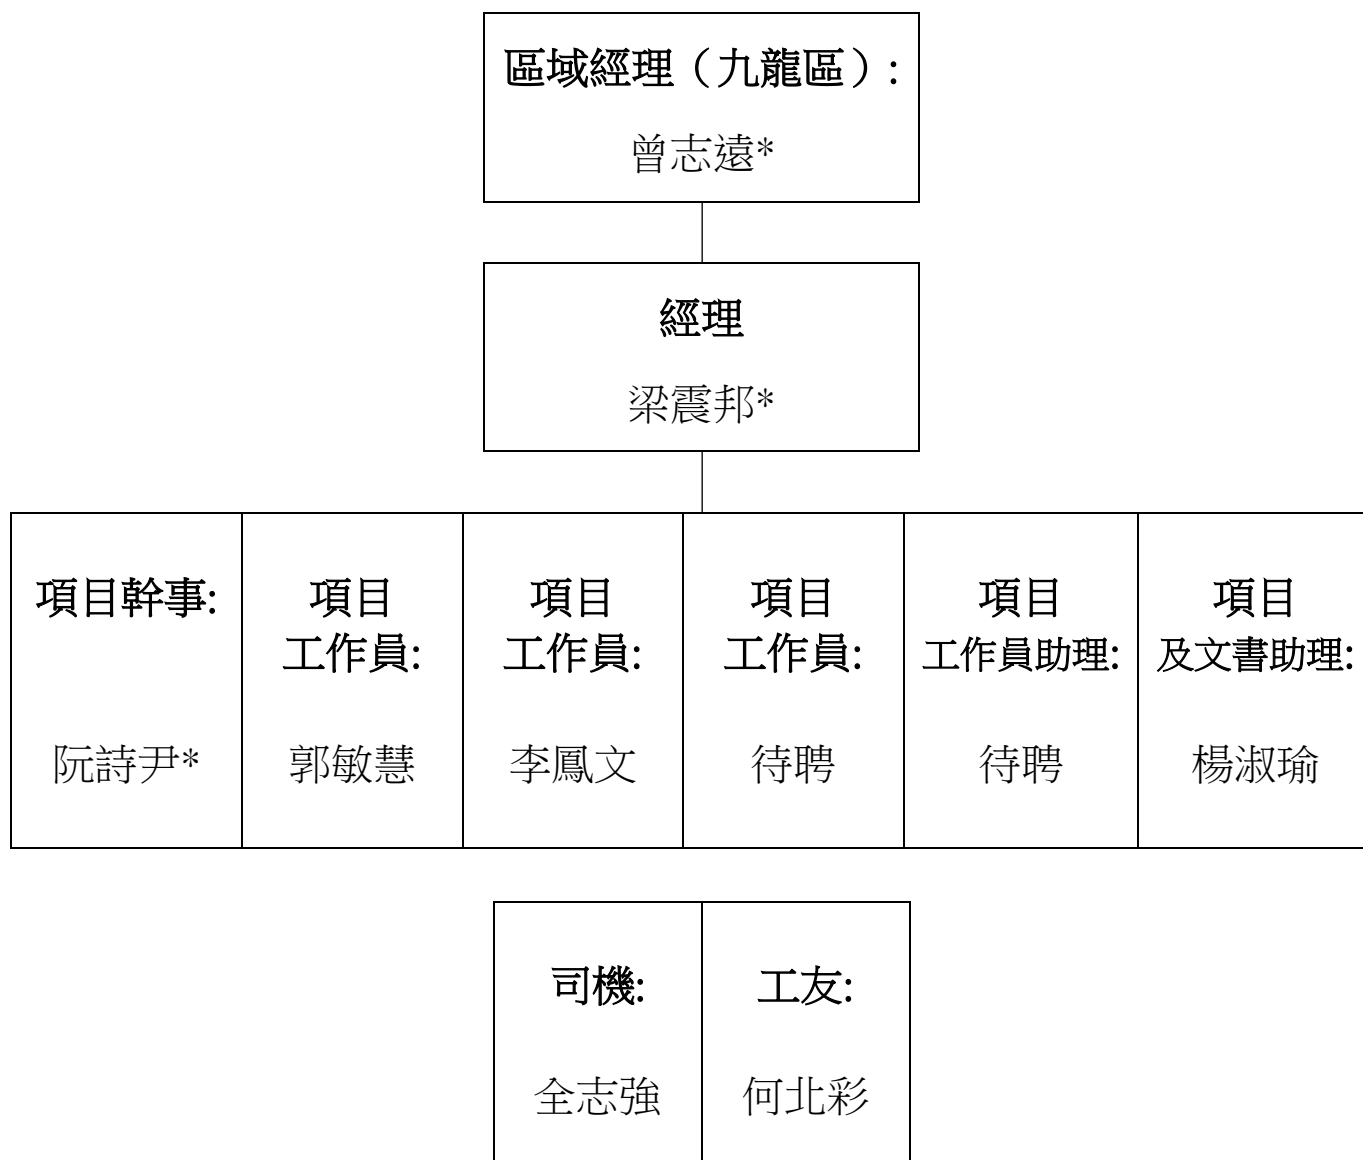 區域經理（九龍區）:
曾志遠*
經理
梁震邦*
項目幹事:
阮詩尹*
項目
工作員:
郭敏慧
項目
工作員:
李鳳文
項目
工作員:
待聘
項目
工作員助理:
待聘
項目
及文書助理:
楊淑瑜
司機:
全志強
工友:
何北彩